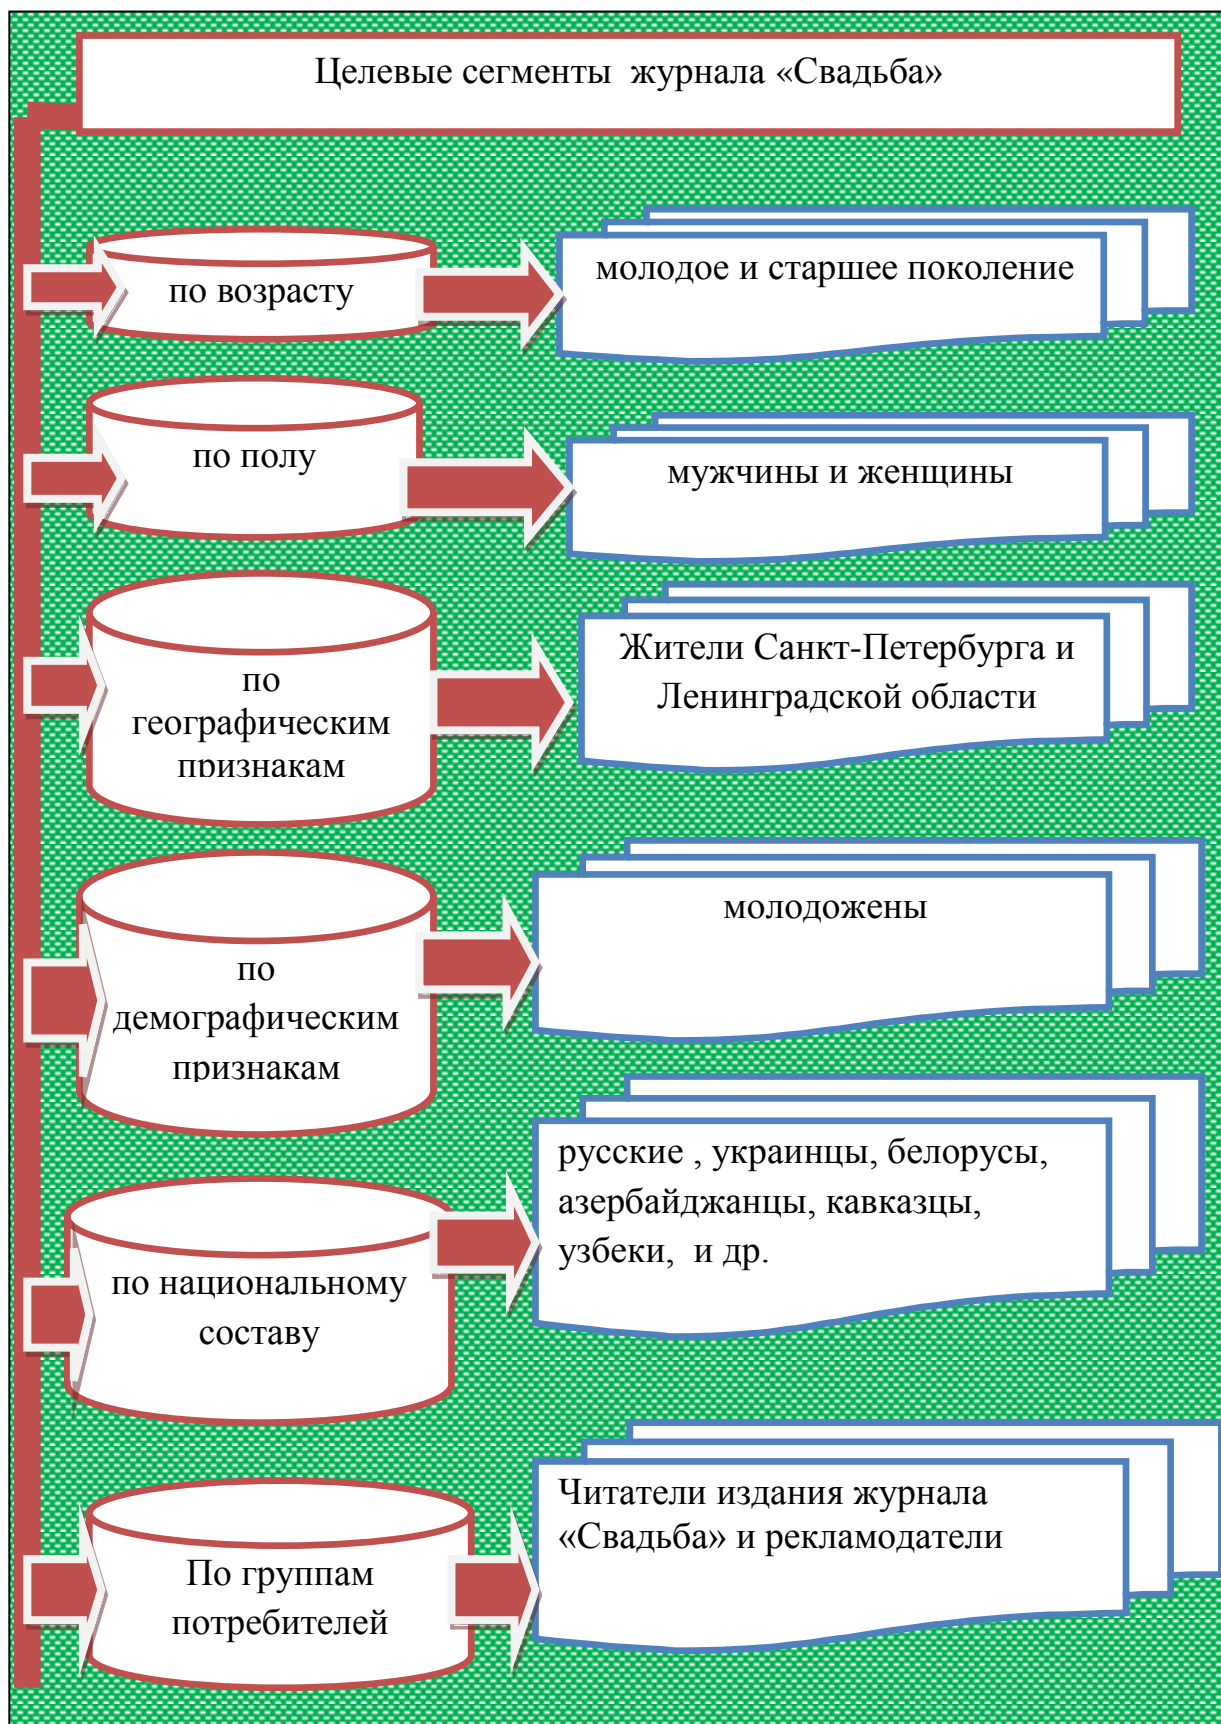 Целевые сегменты журнала «Свадьба»
по возрасту
молодое и старшее поколение
по полу
мужчины и женщины
по
географическим
признакам
Жители Санкт-Петербурга и
Ленинградской области
по
демографическим
признакам
молодожены
по национальному
составу
русские , украинцы, белорусы,
азербайджанцы, кавказцы,
узбеки, и др.
По группам
потребителей
Читатели издания журнала
«Свадьба» и рекламодатели